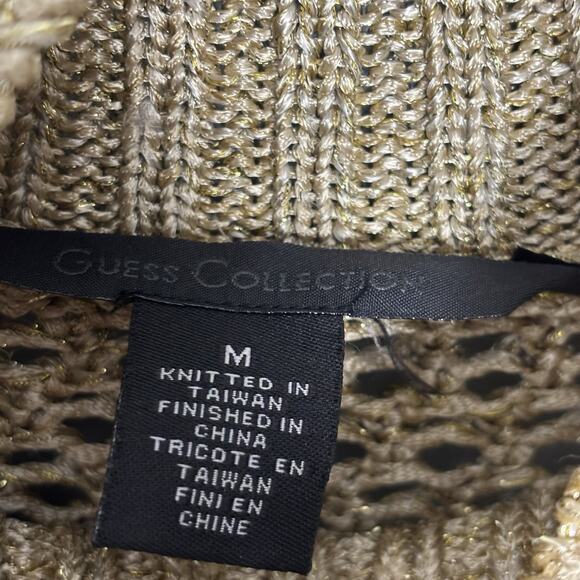 GUESS COLLECTION
M
KNITTED IN
TAIWAN
FINISHED IN
CHINA
TRICOTE EN
TAIWAN
FINI EN
CHINE